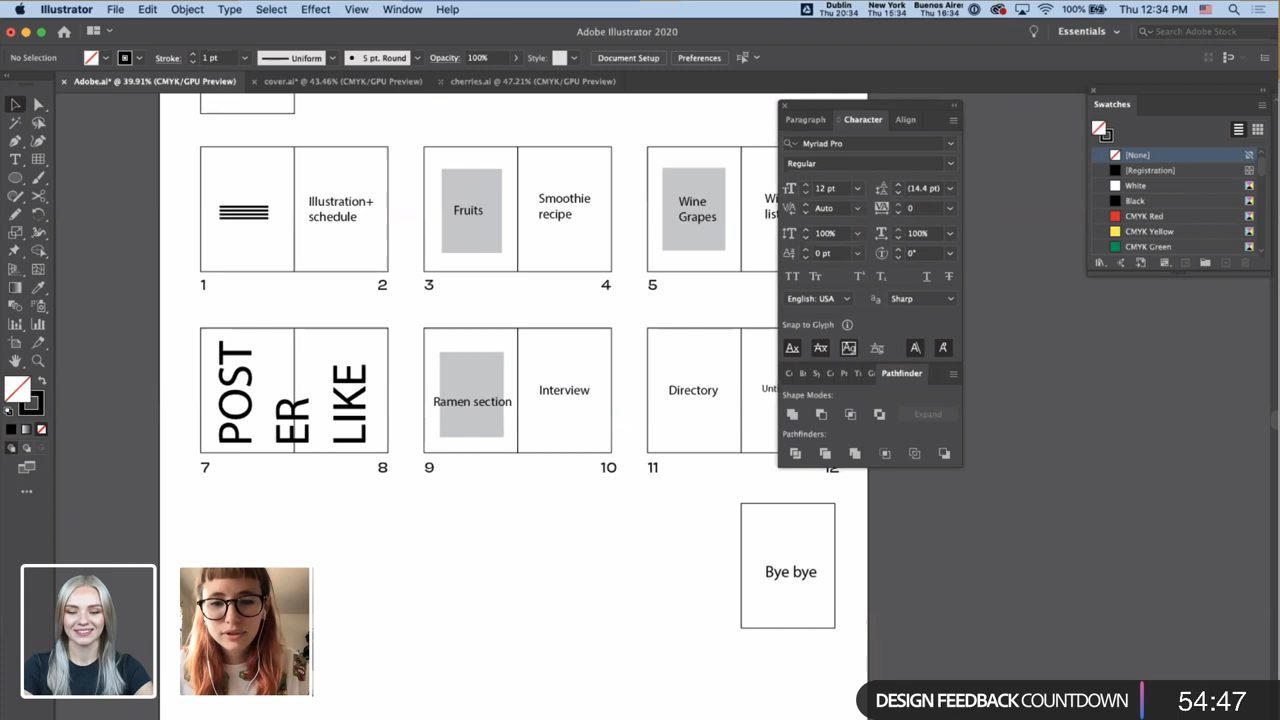 Illustrator File Edit Object Type Select Effect View Window Help
Dublin
Thu 20:34
New York
Thu 15:34
Buenos Aires
Thu 16:34
100%
Thu 12:34 PM
Adobe Illustrator 2020
Essentials
Search Adobe Stock
No Selection
Stroke:
1 pt
Uniform
5 pt. Round
Opacity:
100%
Style:
Document Setup
Preferences
Adobe.ai* @ 39.91% (CMYK/GPU Preview)
cover.ai* @ 43.46% (CMYK/GPU Preview)
cherries.ai @ 47.21% (CMYK/GPU Preview)
Illustration+
schedule
1
2
Fruits
Smoothie
recipe
3
4
Wine
Grapes
5
POST
ER
LIKE
7
8
Ramen section
Interview
9
10
Directory
11
12
Bye bye
Paragraph
Character
Align
Myriad Pro
Regular
12 pt
(14.4 pt)
Auto
0
100%
100%
0 pt
0°
English: USA
Sharp
Snap to Glyph
Pathfinder
Shape Modes:
Expand
Pathfinders:
Swatches
[None]
[Registration]
White
Black
CMYK Red
CMYK Yellow
CMYK Green
DESIGN FEEDBACK COUNTDOWN
54:47